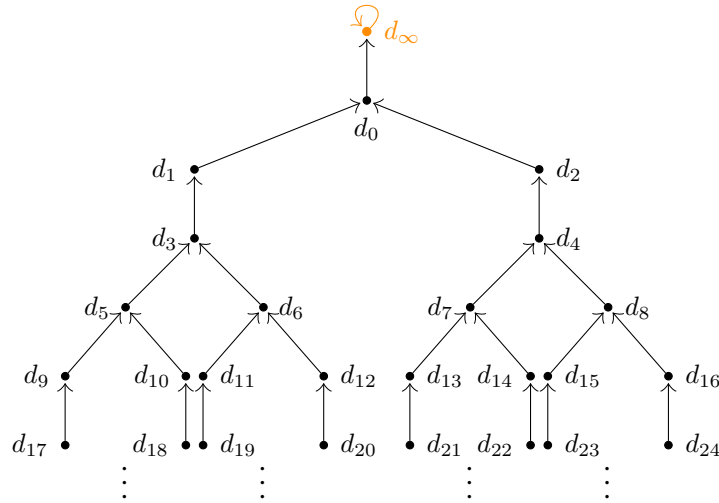 d∞
d₀
d₁ d₂
d₃ d₄
d₅ d₆ d₇ d₈
d₉ d₁₀ d₁₁ d₁₂ d₁₃ d₁₄ d₁₅ d₁₆
d₁₇ d₁₈ d₁₉ d₂₀ d₂₁ d₂₂ d₂₃ d₂₄
⋮ ⋮ ⋮ ⋮